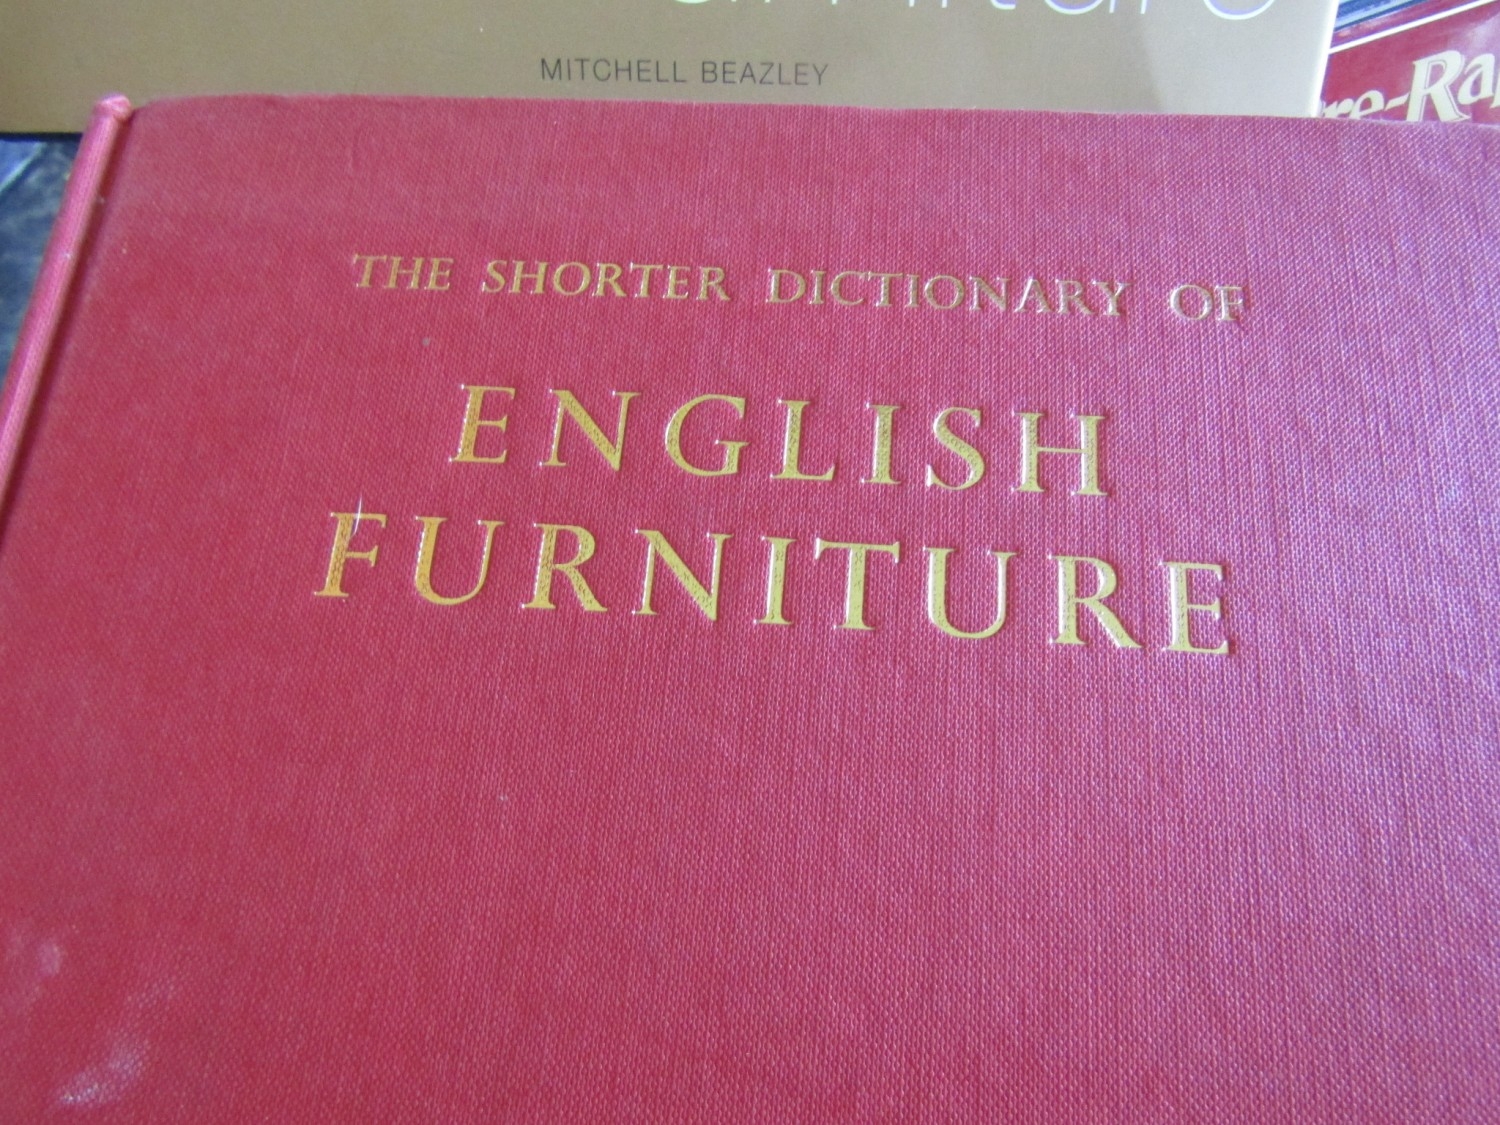 MITCHELL BEAZLEY
THE SHORTER DICTIONARY OF
ENGLISH
FURNITURE